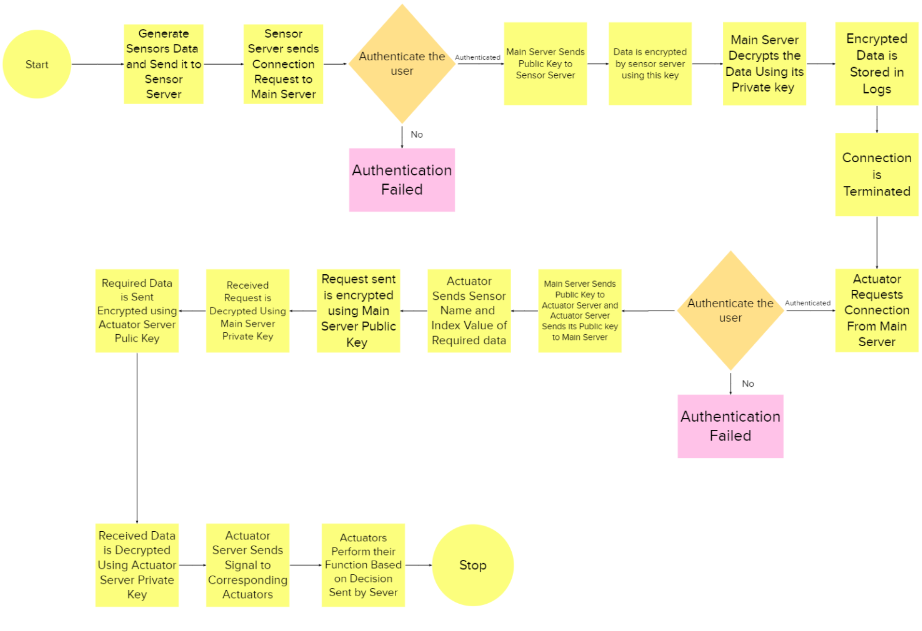 Start
Generate
Sensors Data
and Send it to
Sensor
Server
Sensor
Server sends
Connection
Request to
Main Server
Authenticate the
user
Authenticated
No
Authentication
Failed
Main Server Sends
Public Key to
Sensor Server
Data is encrypted
by sensor server
using this key
Main Server
Decrypts the
Data Using its
Private key
Encrypted
Data is
Stored in
Logs
Connection
is
Terminated
Actuator
Requests
Connection
From Main
Server
Authenticated
Authenticate the
user
No
Authentication
Failed
Main Server Sends
Public Key to
Actuator Server and
Actuator Server
Sends its Public key
to Main Server
Actuator
Sends Sensor
Name and
Index Value of
Required data
Request sent
is encrypted
using Main
Server Public
Key
Received
Request is
Decrypted Using
Main Server
Private Key
Required Data
is Sent
Encrypted using
Actuator Server
Pulic Key
Received Data
is Decrypted
Using Actuator
Server Private
Key
Actuator
Server Sends
Signal to
Corresponding
Actuators
Actuators
Perform their
Function Based
on Decision
Sent by Sever
Stop